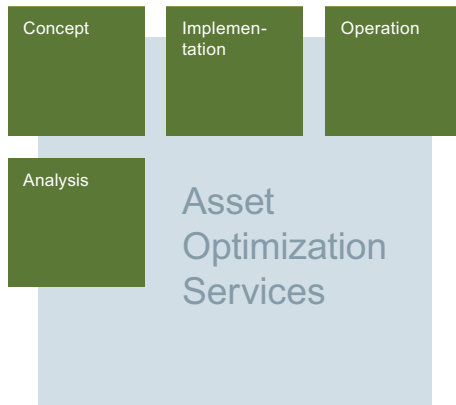 Concept
Implemen-
tation
Operation
Analysis
Asset
Optimization
Services